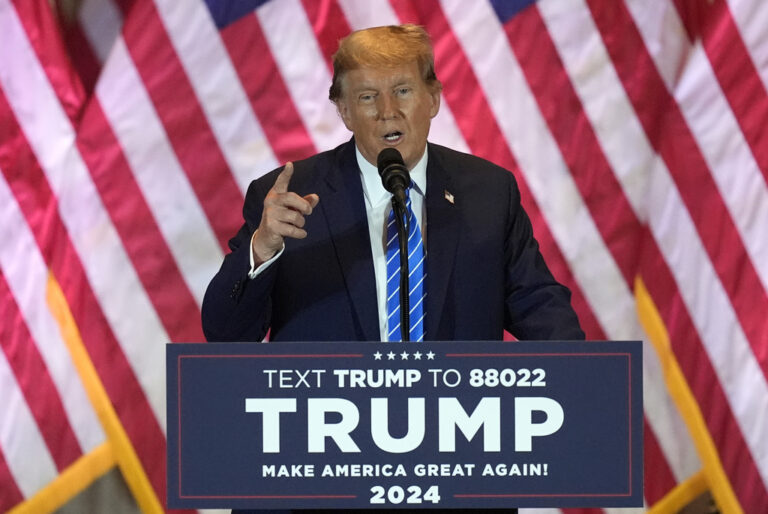 TEXT TRUMP TO 88022
TRUMP
MAKE AMERICA GREAT AGAIN!
2024